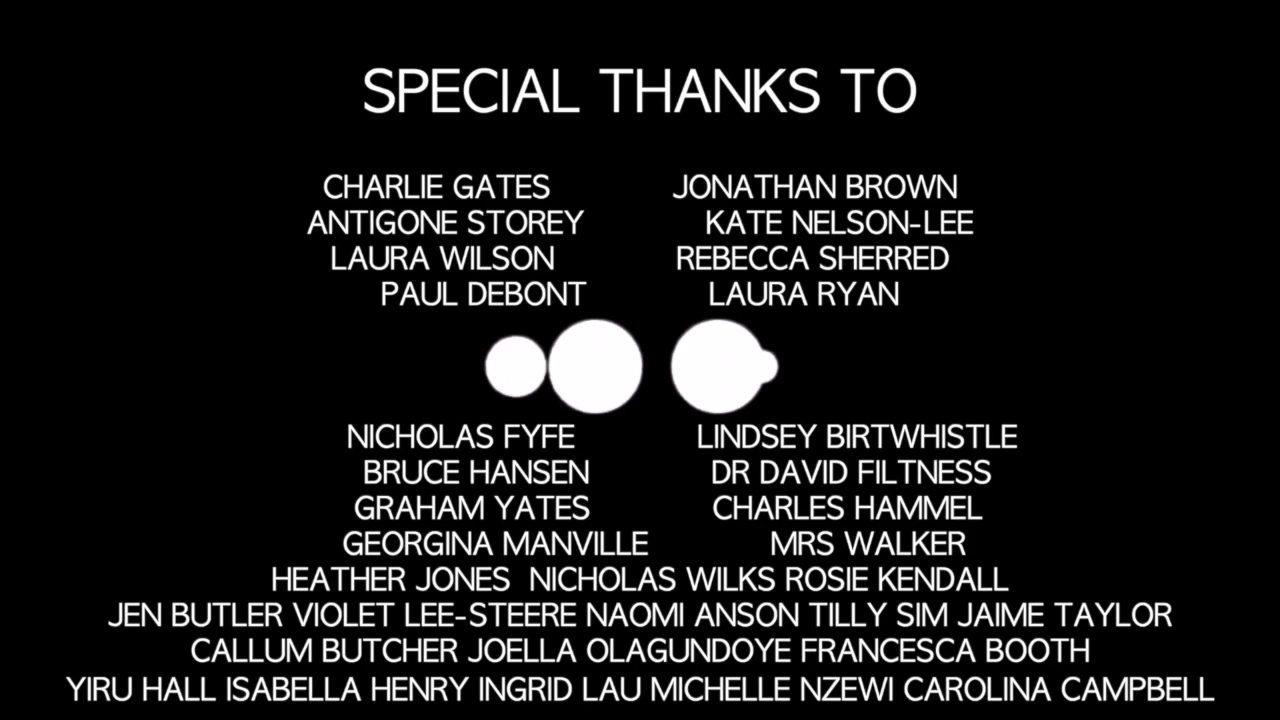 SPECIAL THANKS TO
CHARLIE GATES JONATHAN BROWN
ANTIGONE STOREY KATE NELSON-LEE
LAURA WILSON REBECCA SHERRED
PAUL DEBONT LAURA RYAN
NICHOLAS FYFE LINDSEY BIRTWHISTLE
BRUCE HANSEN DR DAVID FILTNESS
GRAHAM YATES CHARLES HAMMEL
GEORGINA MANVILLE MRS WALKER
HEATHER JONES NICHOLAS WILKS ROSIE KENDALL
JEN BUTLER VIOLET LEE-STEERE NAOMI ANSON TILLY SIM JAIME TAYLOR
CALLUM BUTCHER JOELLA OLAGUNDOYE FRANCESCA BOOTH
YIRU HALL ISABELLA HENRY INGRID LAU MICHELLE NZEWI CAROLINA CAMPBELL